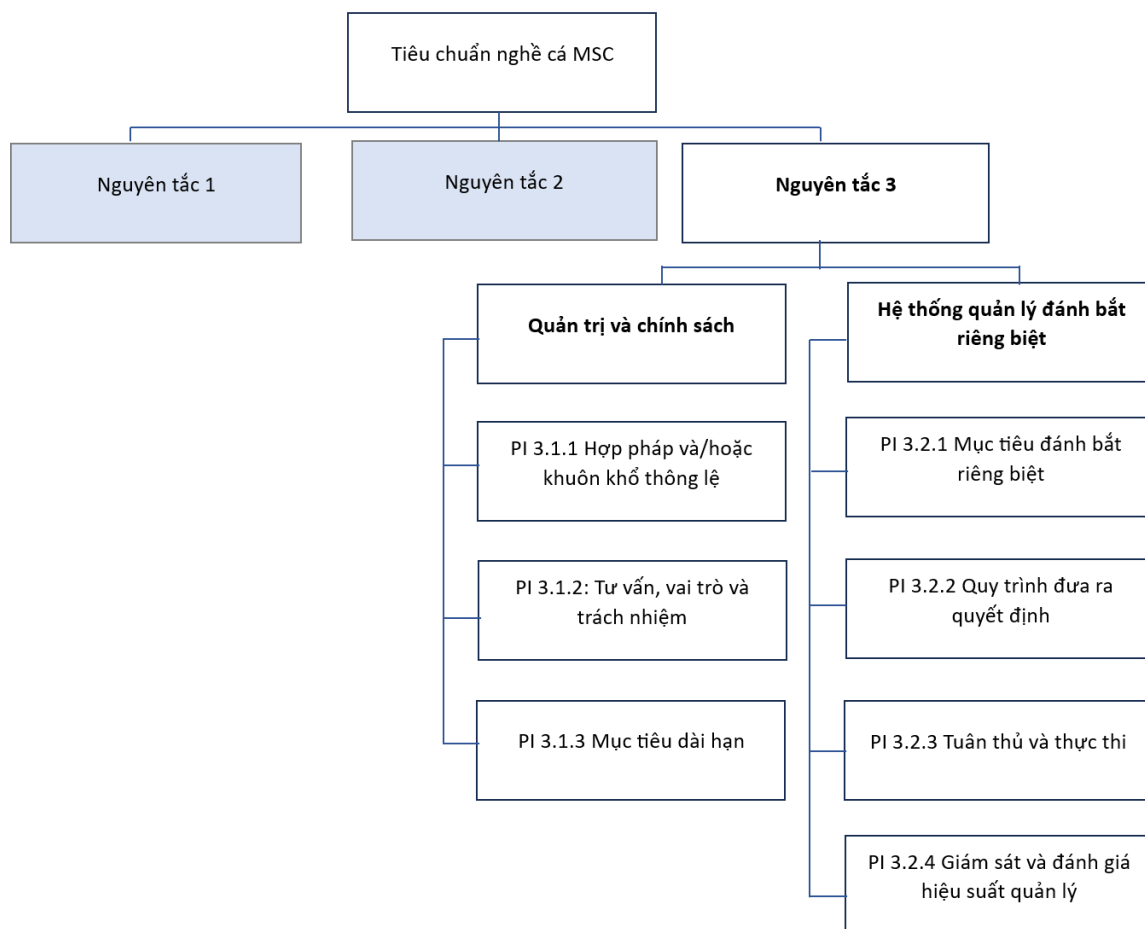 Tiêu chuẩn nghề cá MSC
Nguyên tắc 1
Nguyên tắc 2
Nguyên tắc 3
Quản trị và chính sách
Hệ thống quản lý đánh bắt
riêng biệt
PI 3.1.1 Hợp pháp và/hoặc
khuôn khổ thông lệ
PI 3.2.1 Mục tiêu đánh bắt
riêng biệt
PI 3.1.2: Tư vấn, vai trò và
trách nhiệm
PI 3.2.2 Quy trình đưa ra
quyết định
PI 3.1.3 Mục tiêu dài hạn
PI 3.2.3 Tuân thủ và thực thi
PI 3.2.4 Giám sát và đánh giá
hiệu suất quản lý